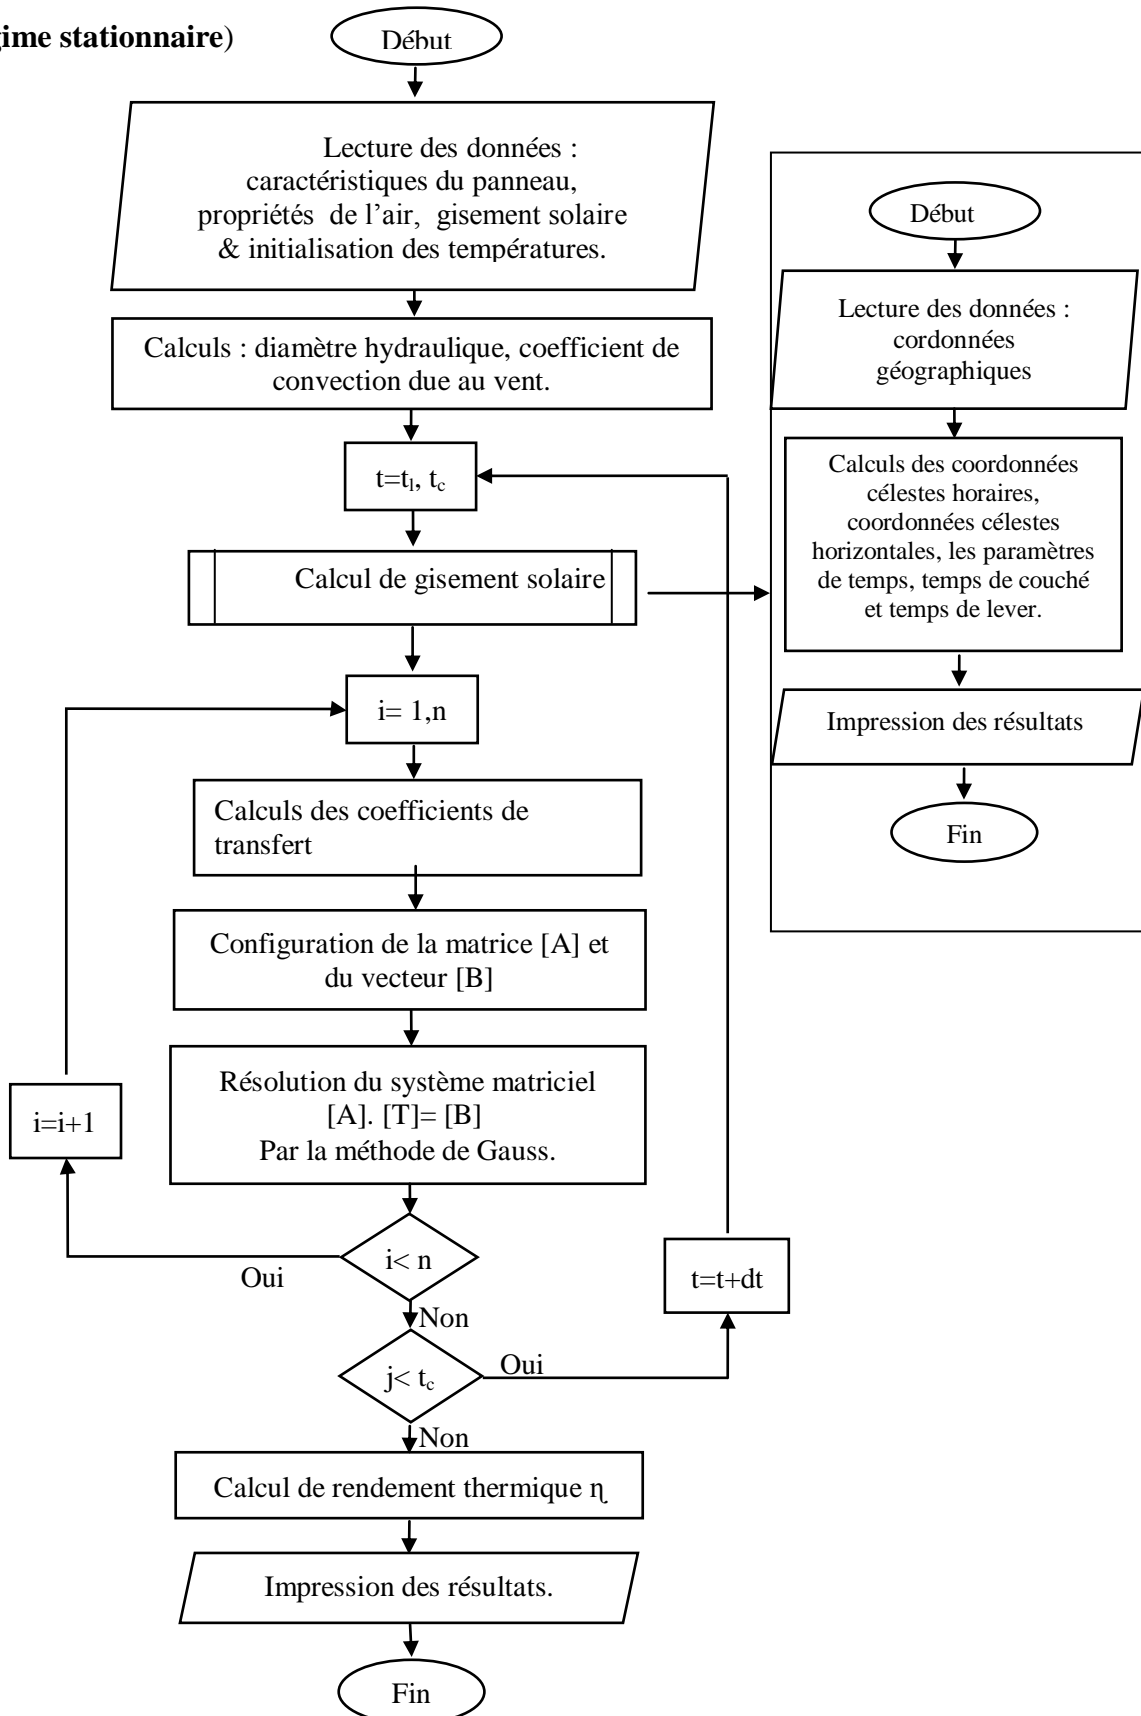 gime stationnaire)
Début
Lecture des données :
caractéristiques du panneau,
propriétés de l’air, gisement solaire
& initialisation des températures.
Calculs : diamètre hydraulique, coefficient de
convection due au vent.
t=tl, tc
Calcul de gisement solaire
i= 1,n
Calculs des coefficients de
transfert
Configuration de la matrice [A] et
du vecteur [B]
Résolution du système matriciel
[A]. [T]= [B]
Par la méthode de Gauss.
i=i+1
i< n
Oui
Non
t=t+dt
j< tc
Oui
Non
Calcul de rendement thermique η
Impression des résultats.
Fin
Début
Lecture des données :
cordonnées
géographiques
Calculs des coordonnées
célestes horaires,
coordonnées célestes
horizontales, les paramètres
de temps, temps de couché
et temps de lever.
Impression des résultats
Fin